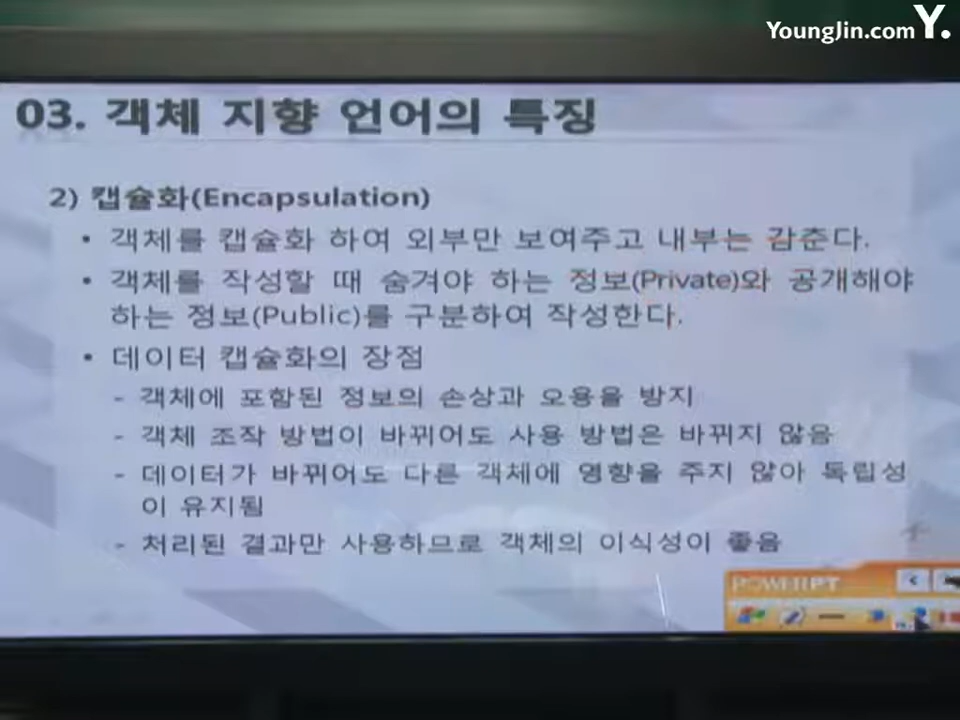 YoungJin.com Y.
03. 객체 지향 언어의 특징
2) 캡슐화(Encapsulation)
• 객체를 캡슐화 하여 외부만 보여주고 내부는 감춘다.
• 객체를 작성할 때 숨겨야 하는 정보(Private)와 공개해야
하는 정보(Public)를 구분하여 작성한다.
• 데이터 캡슐화의 장점
- 객체에 포함된 정보의 손상과 오용을 방지
- 객체 조작 방법이 바뀌어도 사용 방법은 바뀌지 않음
- 데이터가 바뀌어도 다른 객체에 영향을 주지 않아 독립성
이 유지됨
- 처리된 결과만 사용하므로 객체의 이식성이 좋음
POWERPT